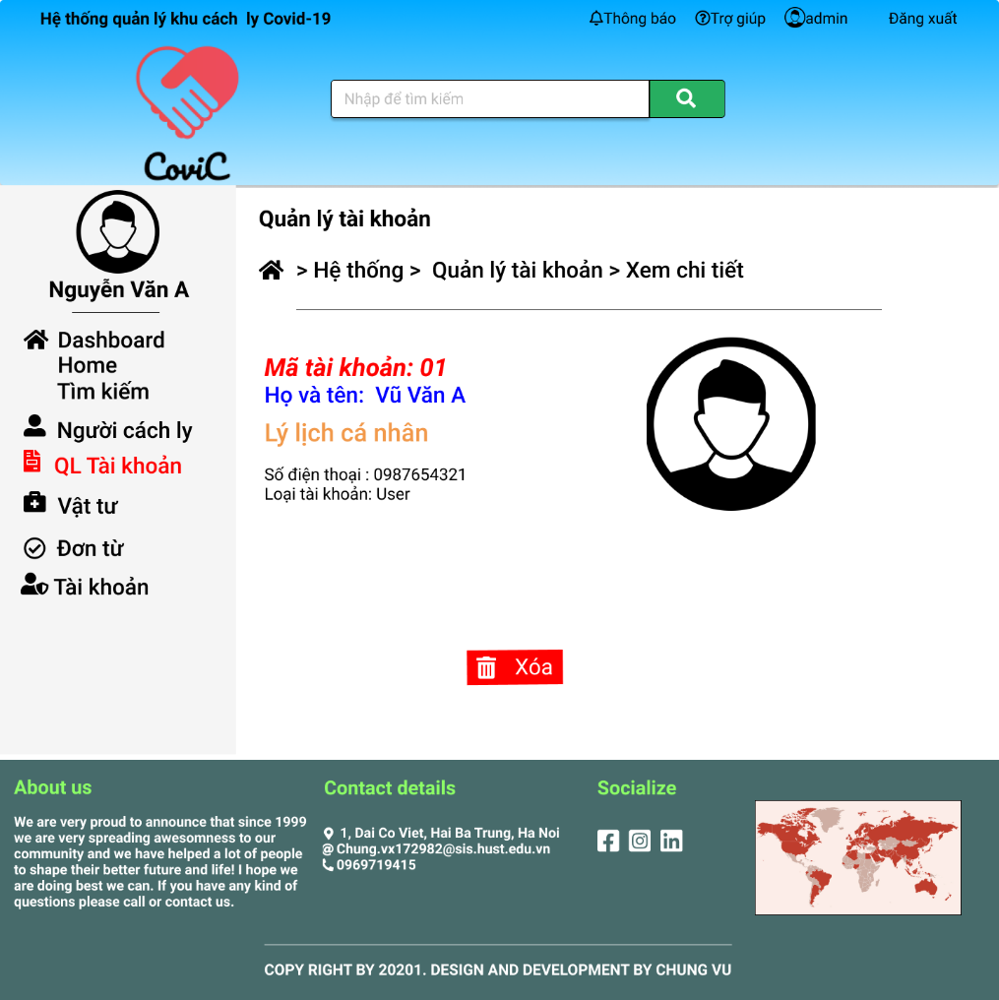 Hệ thống quản lý khu cách  ly Covid-19
Thông báo
Trợ giúp
admin
Đăng xuất
Nhập để tìm kiếm
CoviC
Nguyễn Văn A
Dashboard
Home
Tìm kiếm
Người cách ly
QL Tài khoản
Vật tư
Đơn từ
Tài khoản
Quản lý tài khoản
> Hệ thống >  Quản lý tài khoản > Xem chi tiết
Mã tài khoản: 01
Họ và tên:  Vũ Văn A
Lý lịch cá nhân
Số điện thoại : 0987654321
Loại tài khoản: User
Xóa
About us
We are very proud to announce that since 1999
we are very spreading awesomness to our
community and we have helped a lot of people
to shape their better future and life! I hope we
are doing best we can. If you have any kind of
questions please call or contact us.
Contact details
1, Dai Co Viet, Hai Ba Trung, Ha Noi
Chung.vx172982@sis.hust.edu.vn
0969719415
Socialize
COPY RIGHT BY 20201. DESIGN AND DEVELOPMENT BY CHUNG VU